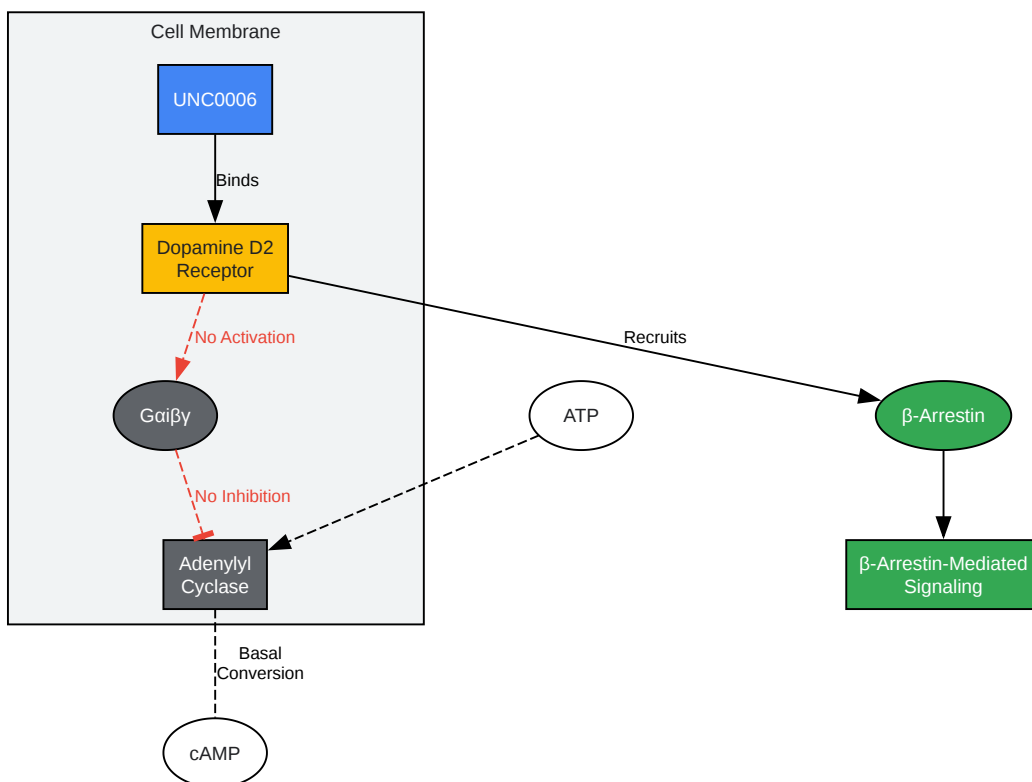 Cell Membrane
UNC0006
Binds
Dopamine D2
Receptor
No Activation
Recruits
Gαiβγ
ATP
β-Arrestin
No Inhibition
Adenylyl
Cyclase
β-Arrestin-Mediated
Signaling
Basal
Conversion
cAMP